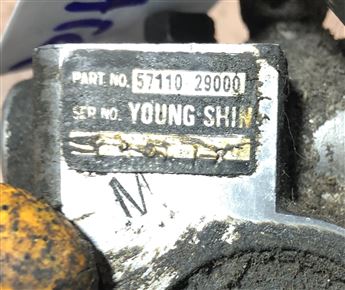 PART NO. 57110 29000
SER NO. YOUNG SHIN
M